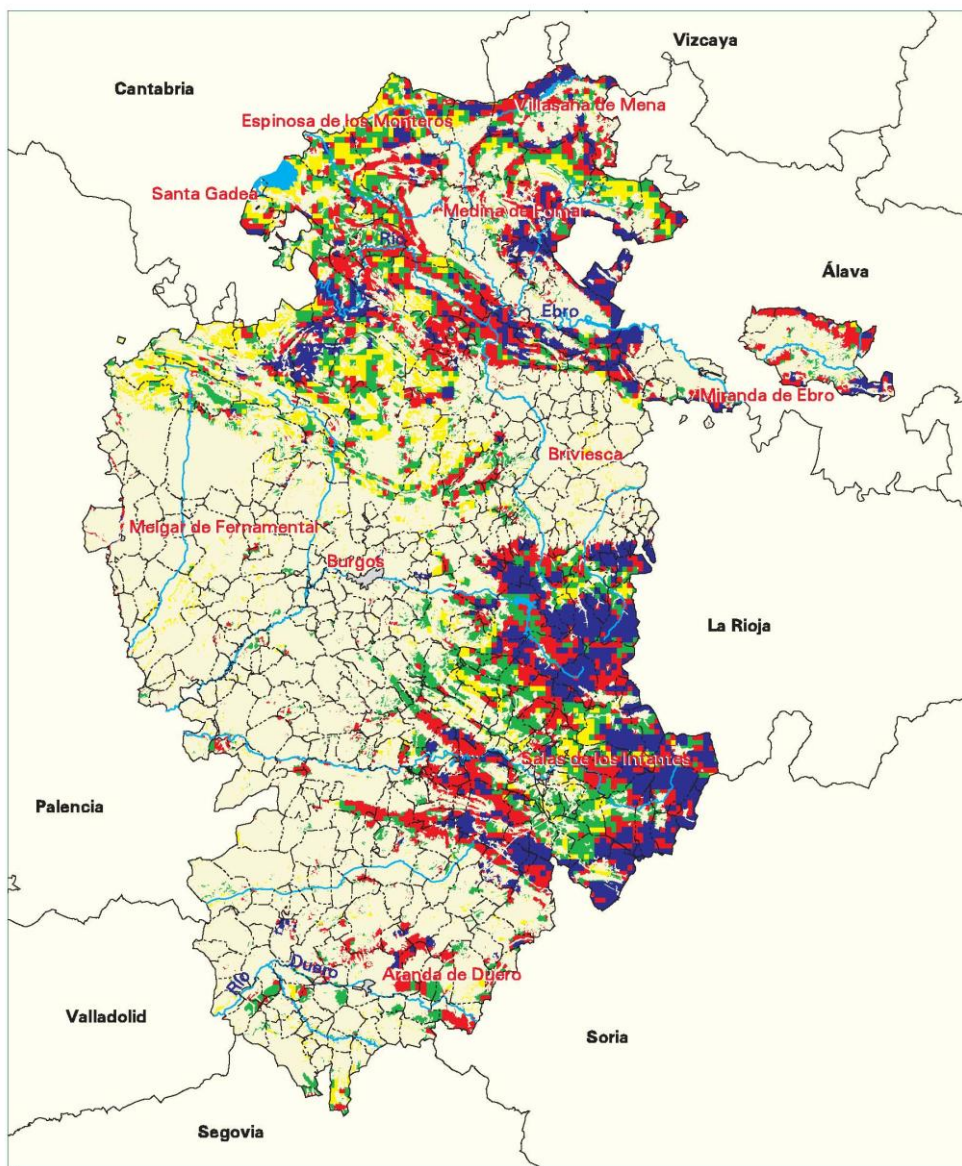 Vizcaya
Cantabria
Villasana de Mena
Espinosa de los Monteros
Santa Gadea
Medina de Pomar
Río
Álava
Ebro
Miranda de Ebro
Briviesca
Melgar de Fernamental
Burgos
La Rioja
Salas de los Infantes
Palencia
Duero
Aranda de Duero
Río
Valladolid
Soria
Segovia